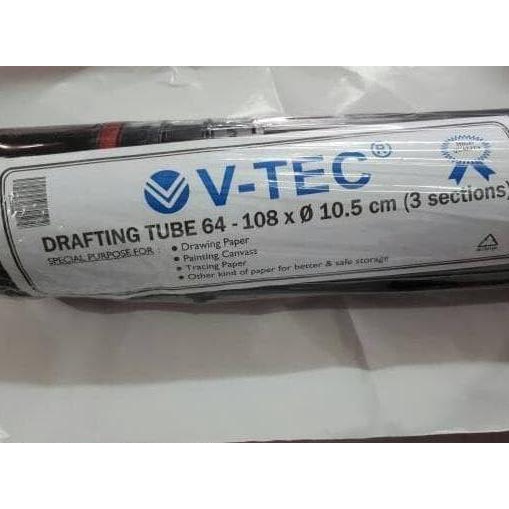 V-TEC®
DRAFTING TUBE 64 - 108 x Ø 10.5 cm (3 sections)
SPECIAL PURPOSE FOR :
• Drawing Paper
• Painting Canvass
• Tracing Paper
• Other kind of paper for better & safe storage